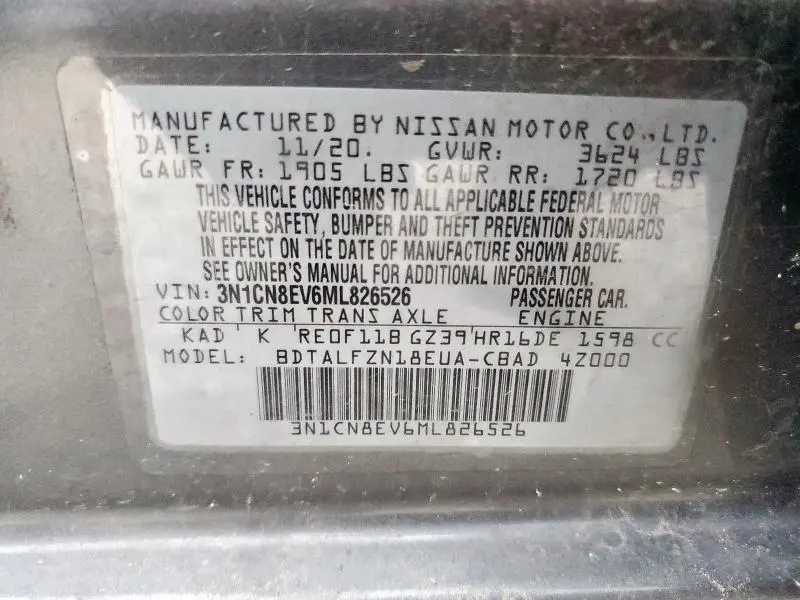 MANUFACTURED BY NISSAN MOTOR CO., LTD.
DATE: 11/20. GVWR: 3624 LBS
GAWR FR: 1905 LBS GAWR RR: 1720 LBS
THIS VEHICLE CONFORMS TO ALL APPLICABLE FEDERAL MOTOR
VEHICLE SAFETY, BUMPER AND THEFT PREVENTION STANDARDS
IN EFFECT ON THE DATE OF MANUFACTURE SHOWN ABOVE.
SEE OWNER'S MANUAL FOR ADDITIONAL INFORMATION.
VIN: 3N1CN8EV6ML826526 PASSENGER CAR.
COLOR TRIM TRANS AXLE ENGINE
KAD K RE0F11B GZ39 HR16DE 1598 CC
MODEL: BDTALFZN18EUA-CBAD 4Z000
3N1CN8EV6ML826526